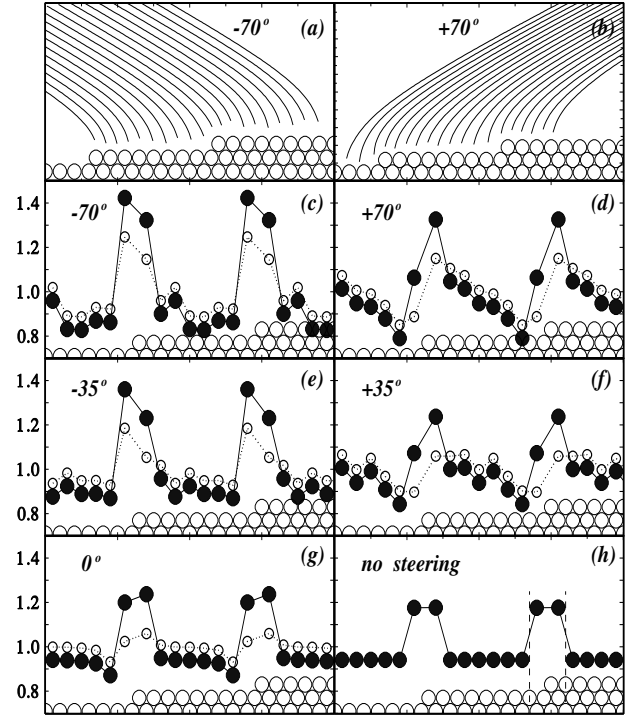 -70° (a)
+70° (b)
1.4 -70° (c)
+70° (d)
1.2
1.0
0.8
1.4 -35° (e)
+35° (f)
1.2
1.0
0.8
1.4 0° (g)
no steering (h)
1.2
1.0
0.8